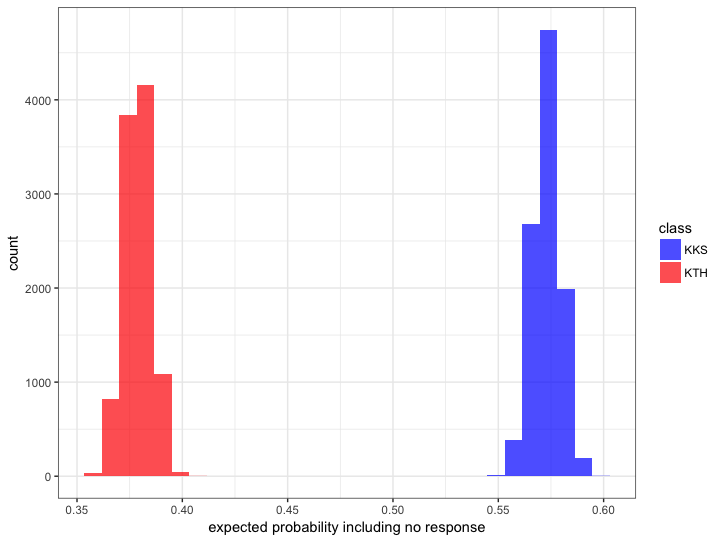 count
4000
3000
2000
1000
0
0.35 0.40 0.45 0.50 0.55 0.60
expected probability including no response
class
KKS
KTH